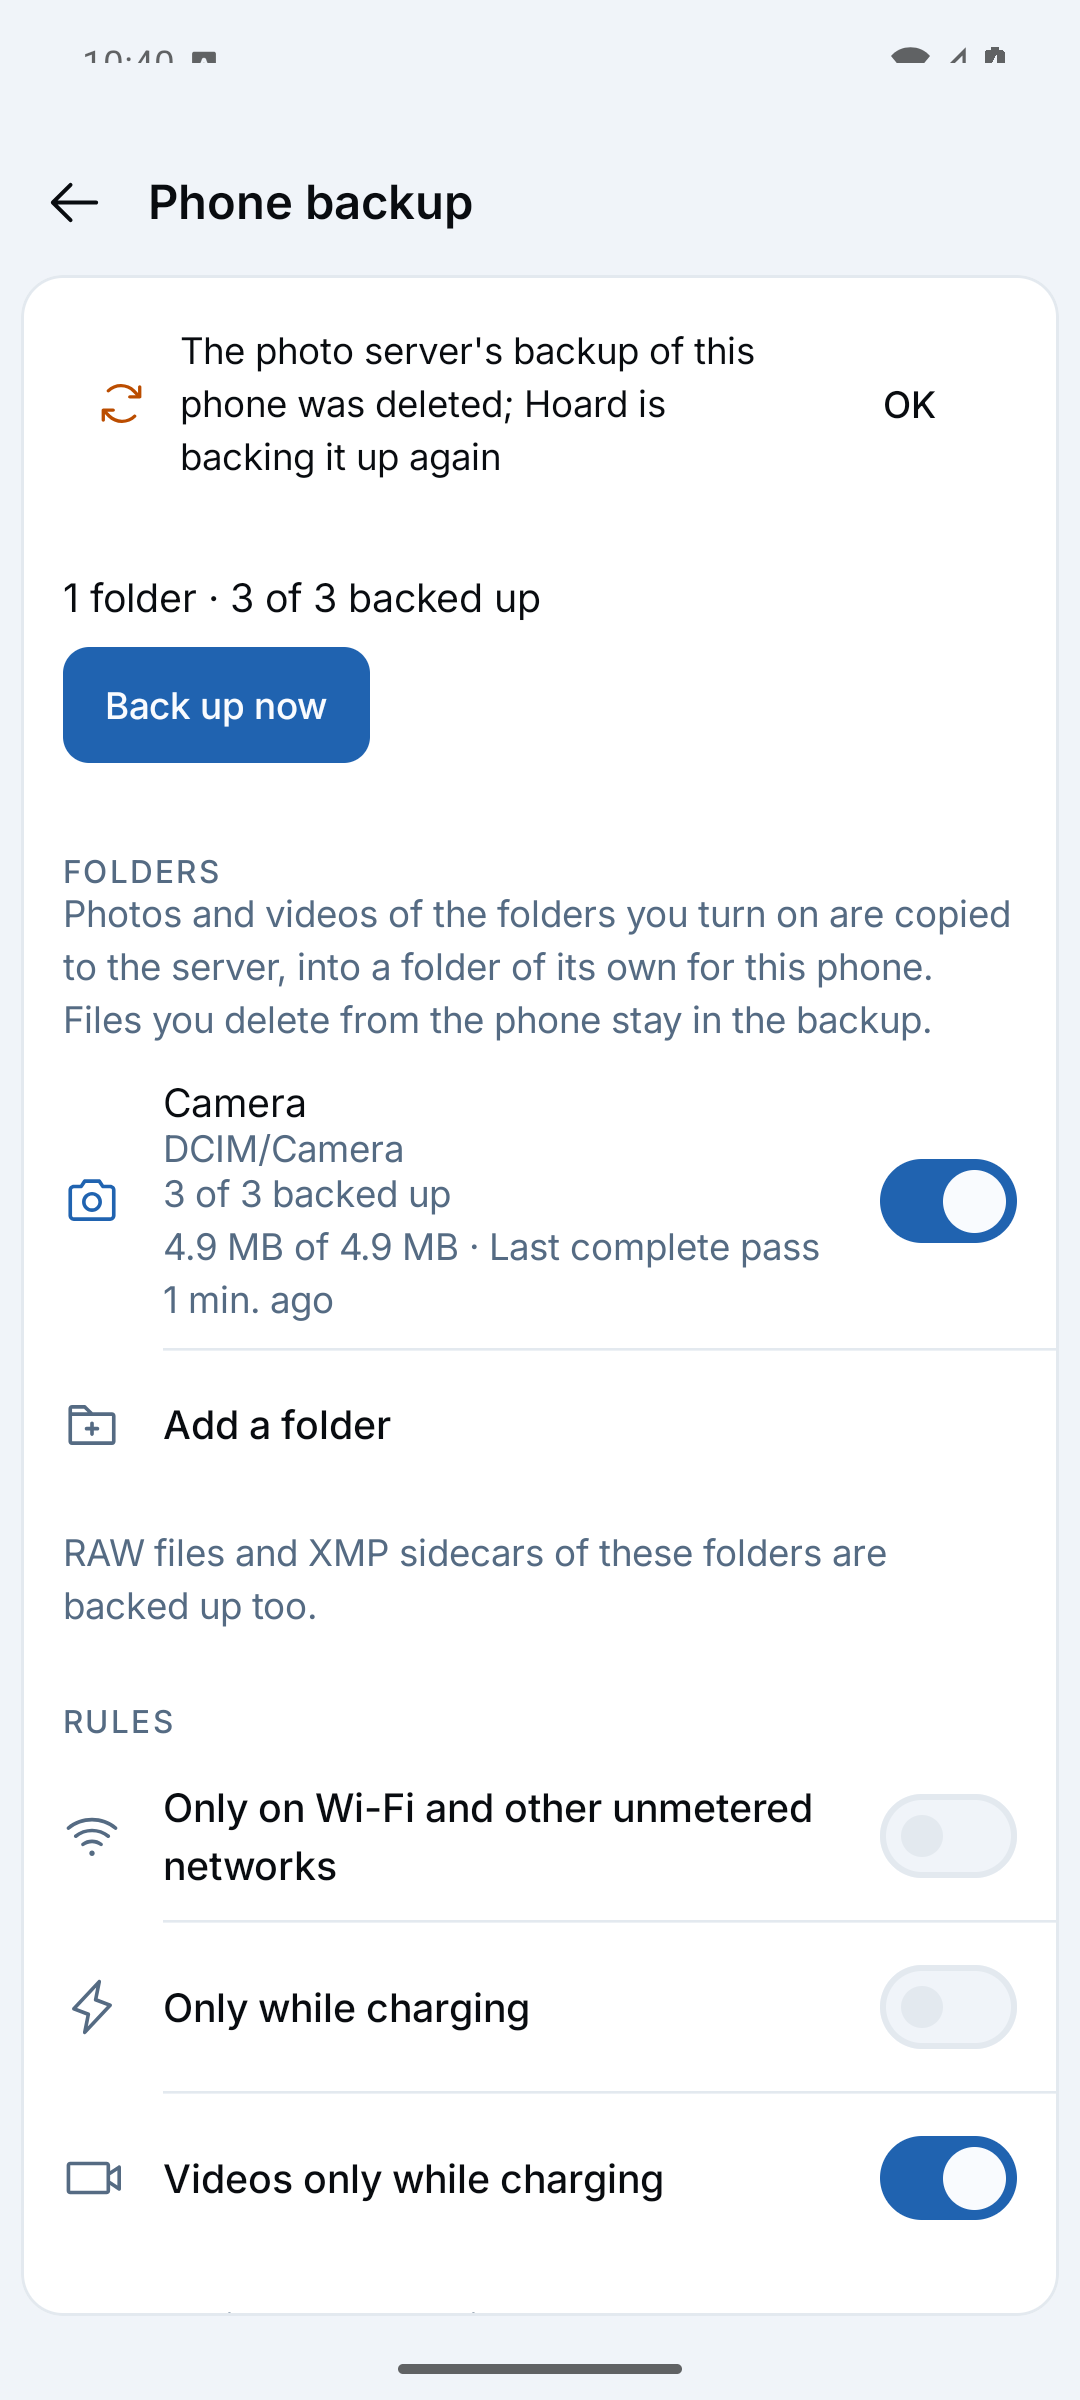 Phone backup
The photo server's backup of this
phone was deleted; Hoard is
backing it up again
OK
1 folder · 3 of 3 backed up
Back up now
FOLDERS
Photos and videos of the folders you turn on are copied
to the server, into a folder of its own for this phone.
Files you delete from the phone stay in the backup.
Camera
DCIM/Camera
3 of 3 backed up
4.9 MB of 4.9 MB · Last complete pass
1 min. ago
Add a folder
RAW files and XMP sidecars of these folders are
backed up too.
RULES
Only on Wi-Fi and other unmetered
networks
Only while charging
Videos only while charging